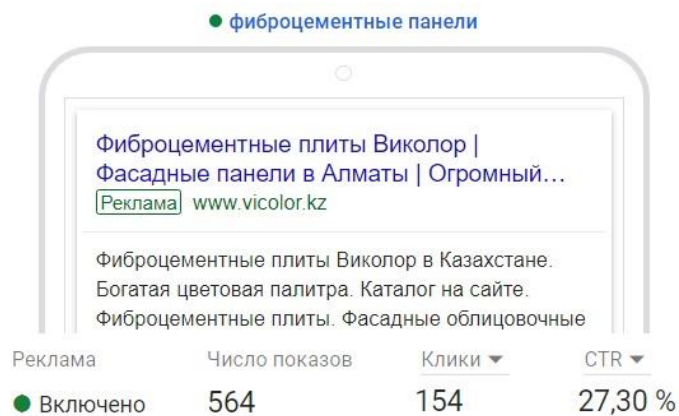 фиброцементные панели
Фиброцементные плиты Виколор |
Фасадные панели в Алматы | Огромный...
Реклама www.vicolor.kz
Фиброцементные плиты Виколор в Казахстане.
Богатая цветовая палитра. Каталог на сайте.
Фиброцементные плиты. Фасадные облицовочные
Реклама Число показов Клики CTR
Включено 564 154 27,30 %